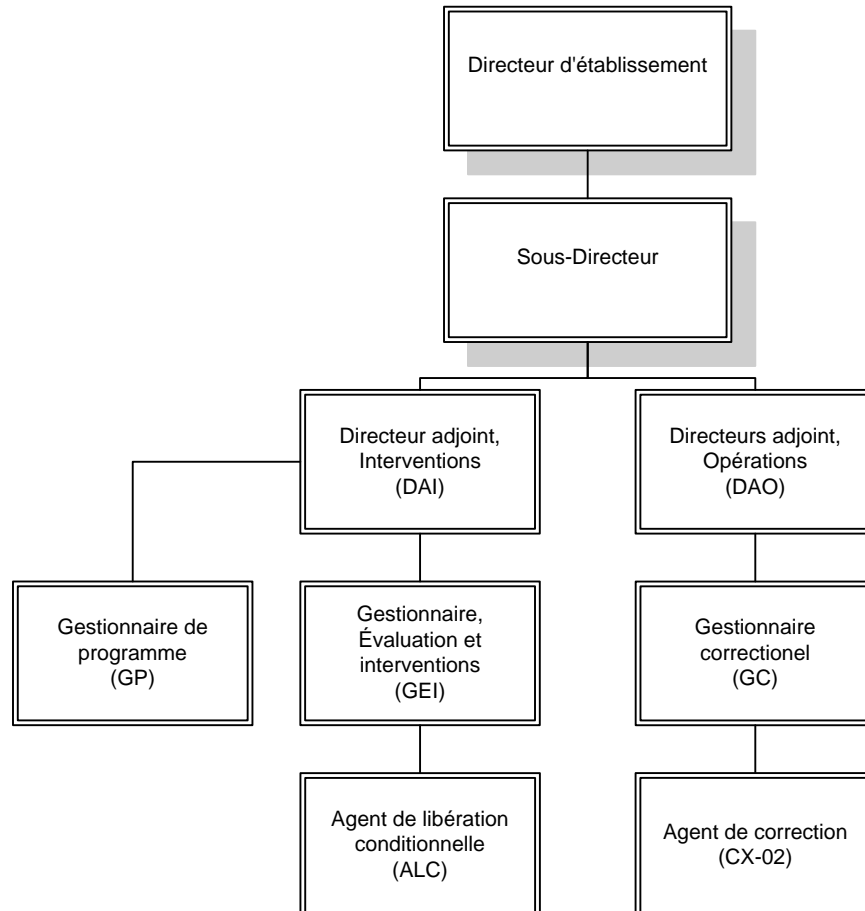 Directeur d'établissement
Sous-Directeur
Directeur adjoint,
Interventions
(DAI)
Directeurs adjoint,
Opérations
(DAO)
Gestionnaire de
programme
(GP)
Gestionnaire,
Évaluation et
interventions
(GEI)
Gestionnaire
correctionel
(GC)
Agent de libération
conditionnelle
(ALC)
Agent de correction
(CX-02)